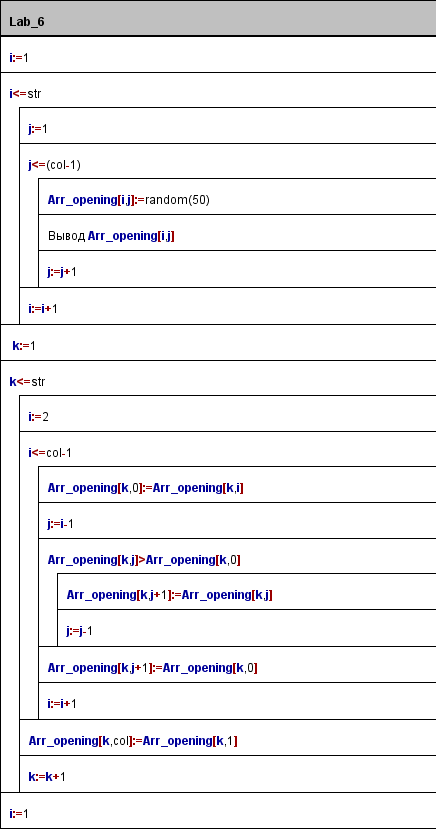 Lab_6
i:=1
i<=str
j:=1
j<=(col-1)
Arr_opening[i,j]:=random(50)
Вывод Arr_opening[i,j]
j:=j+1
i:=i+1
k:=1
k<=str
i:=2
i<=col-1
Arr_opening[k,0]:=Arr_opening[k,i]
j:=i-1
Arr_opening[k,j]>Arr_opening[k,0]
Arr_opening[k,j+1]:=Arr_opening[k,j]
j:=j-1
Arr_opening[k,j+1]:=Arr_opening[k,0]
i:=i+1
Arr_opening[k,col]:=Arr_opening[k,1]
k:=k+1
i:=1